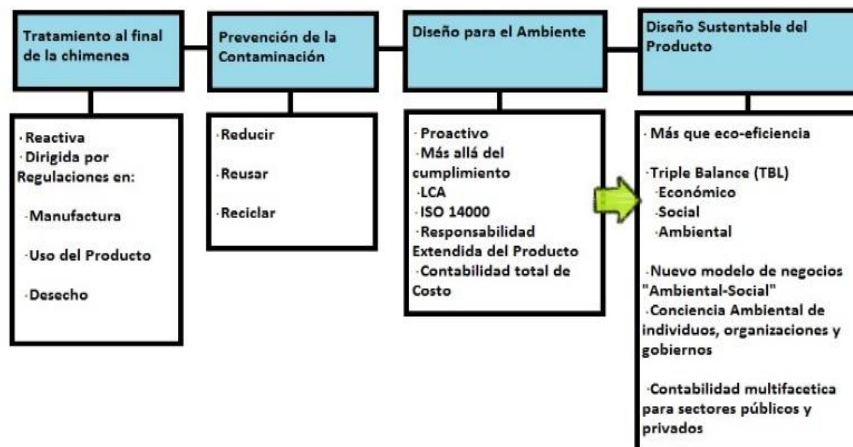 Tratamiento al final
de la chimenea
Prevención de la
Contaminación
Diseño para el Ambiente
Diseño Sustentable del
Producto
·Reactiva
·Dirigida por
Regulaciones en:
·Manufactura
·Uso del Producto
·Desecho
·Reducir
·Reusar
·Reciclar
·Proactivo
·Más allá del
cumplimiento
·LCA
·ISO 14000
·Responsabilidad
Extendida del Producto
·Contabilidad total de
Costo
·Más que eco-eficiencia
·Triple Balance (TBL)
·Económico
·Social
·Ambiental
·Nuevo modelo de negocios
"Ambiental-Social"
·Conciencia Ambiental de
individuos, organizaciones y
gobiernos
·Contabilidad multifacetica
para sectores públicos y
privados